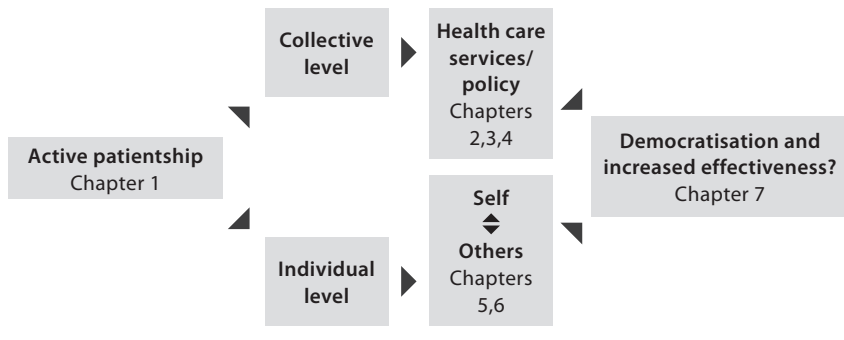 Active patientship
Chapter 1
Collective
level
Health care
services/
policy
Chapters
2,3,4
Individual
level
Self
Others
Chapters
5,6
Democratisation and
increased effectiveness?
Chapter 7